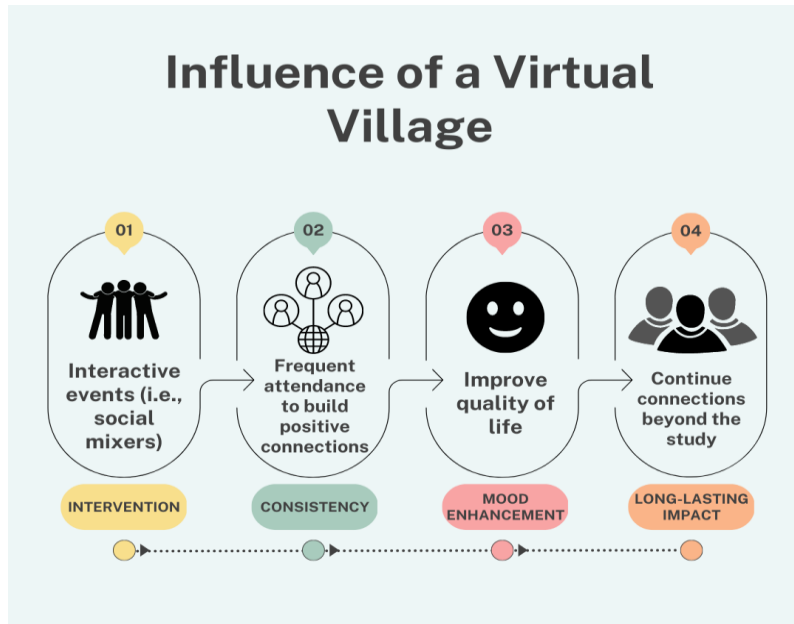 Influence of a Virtual
Village
01
Interactive
events (i.e.,
social
mixers)
INTERVENTION
02
Frequent
attendance
to build
positive
connections
CONSISTENCY
03
Improve
quality of
life
MOOD
ENHANCEMENT
04
Continue
connections
beyond the
study
LONG-LASTING
IMPACT